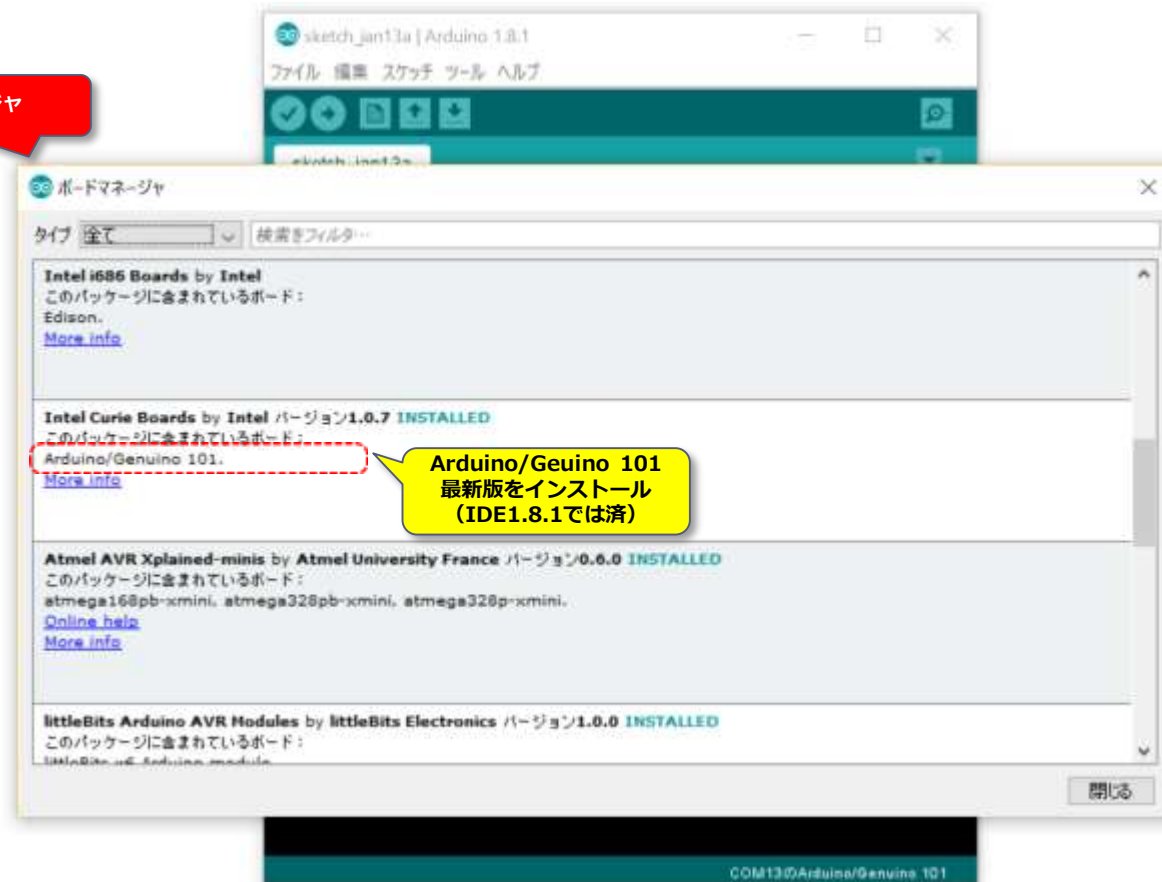 sketch_jan13a | Arduino 1.8.1
ファイル 編集 スケッチ ツール ヘルプ
sketch_jan13a
ャ
ボードマネージャ
タイプ 全て 検索をフィルタ…
Intel i686 Boards by Intel
このパッケージに含まれているボード：
Edison.
More info
Intel Curie Boards by Intel バージョン1.0.7 INSTALLED
このパッケージに含まれているボード：
Arduino/Genuino 101.
More info
Arduino/Geuino 101
最新版をインストール
（IDE1.8.1では済）
Atmel AVR Xplained-minis by Atmel University France バージョン0.6.0 INSTALLED
このパッケージに含まれているボード：
atmega168pb-xmini, atmega328pb-xmini, atmega328p-xmini.
Online help
More info
littleBits Arduino AVR Modules by littleBits Electronics バージョン1.0.0 INSTALLED
このパッケージに含まれているボード：
littleBits w6 Arduino module
閉じる
COM13のArduino/Genuino 101